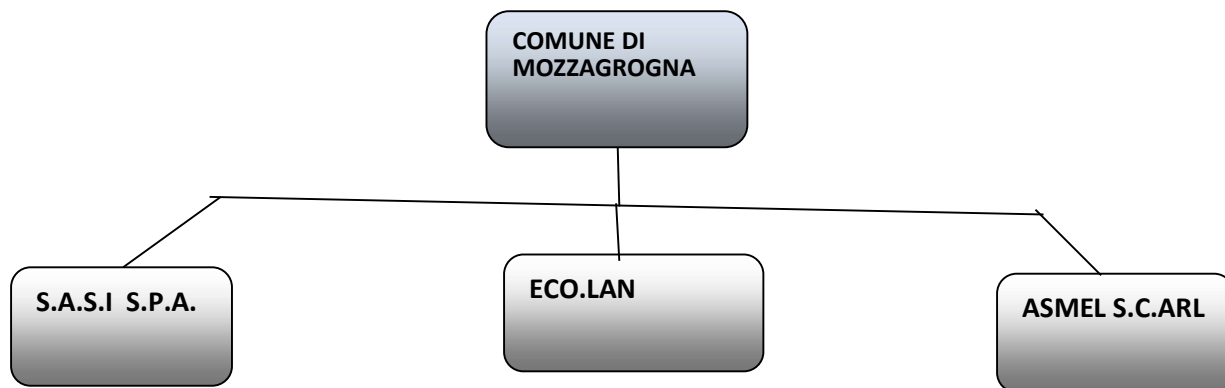 COMUNE DI
MOZZAGROGNA
S.A.S.I S.P.A.
ECO.LAN
ASMEL S.C.ARL